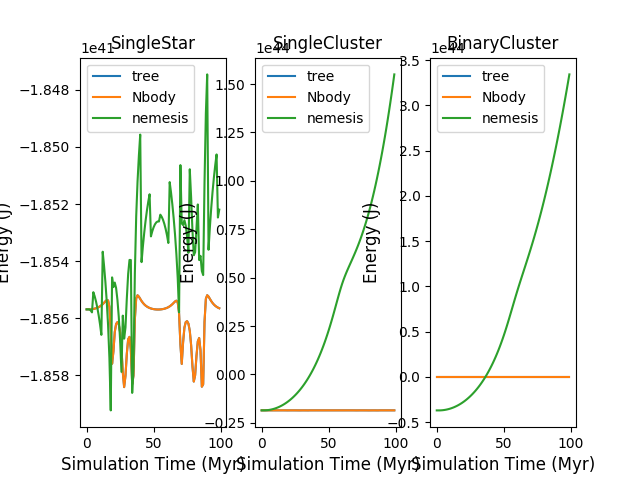 SingleStar
1e41
tree
Nbody
nemesis
−1.848
−1.850
−1.852
−1.854
−1.856
−1.858
0
50
100
Energy (J)
Simulation Time (Myr)
SingleCluster
1e44
tree
Nbody
nemesis
1.50
1.25
1.00
0.75
0.50
0.25
0.00
−0.25
0
50
100
Energy (J)
Simulation Time (Myr)
BinaryCluster
1e44
tree
Nbody
nemesis
3.5
3.0
2.5
2.0
1.5
1.0
0.5
0.0
−0.5
0
50
100
Energy (J)
Simulation Time (Myr)